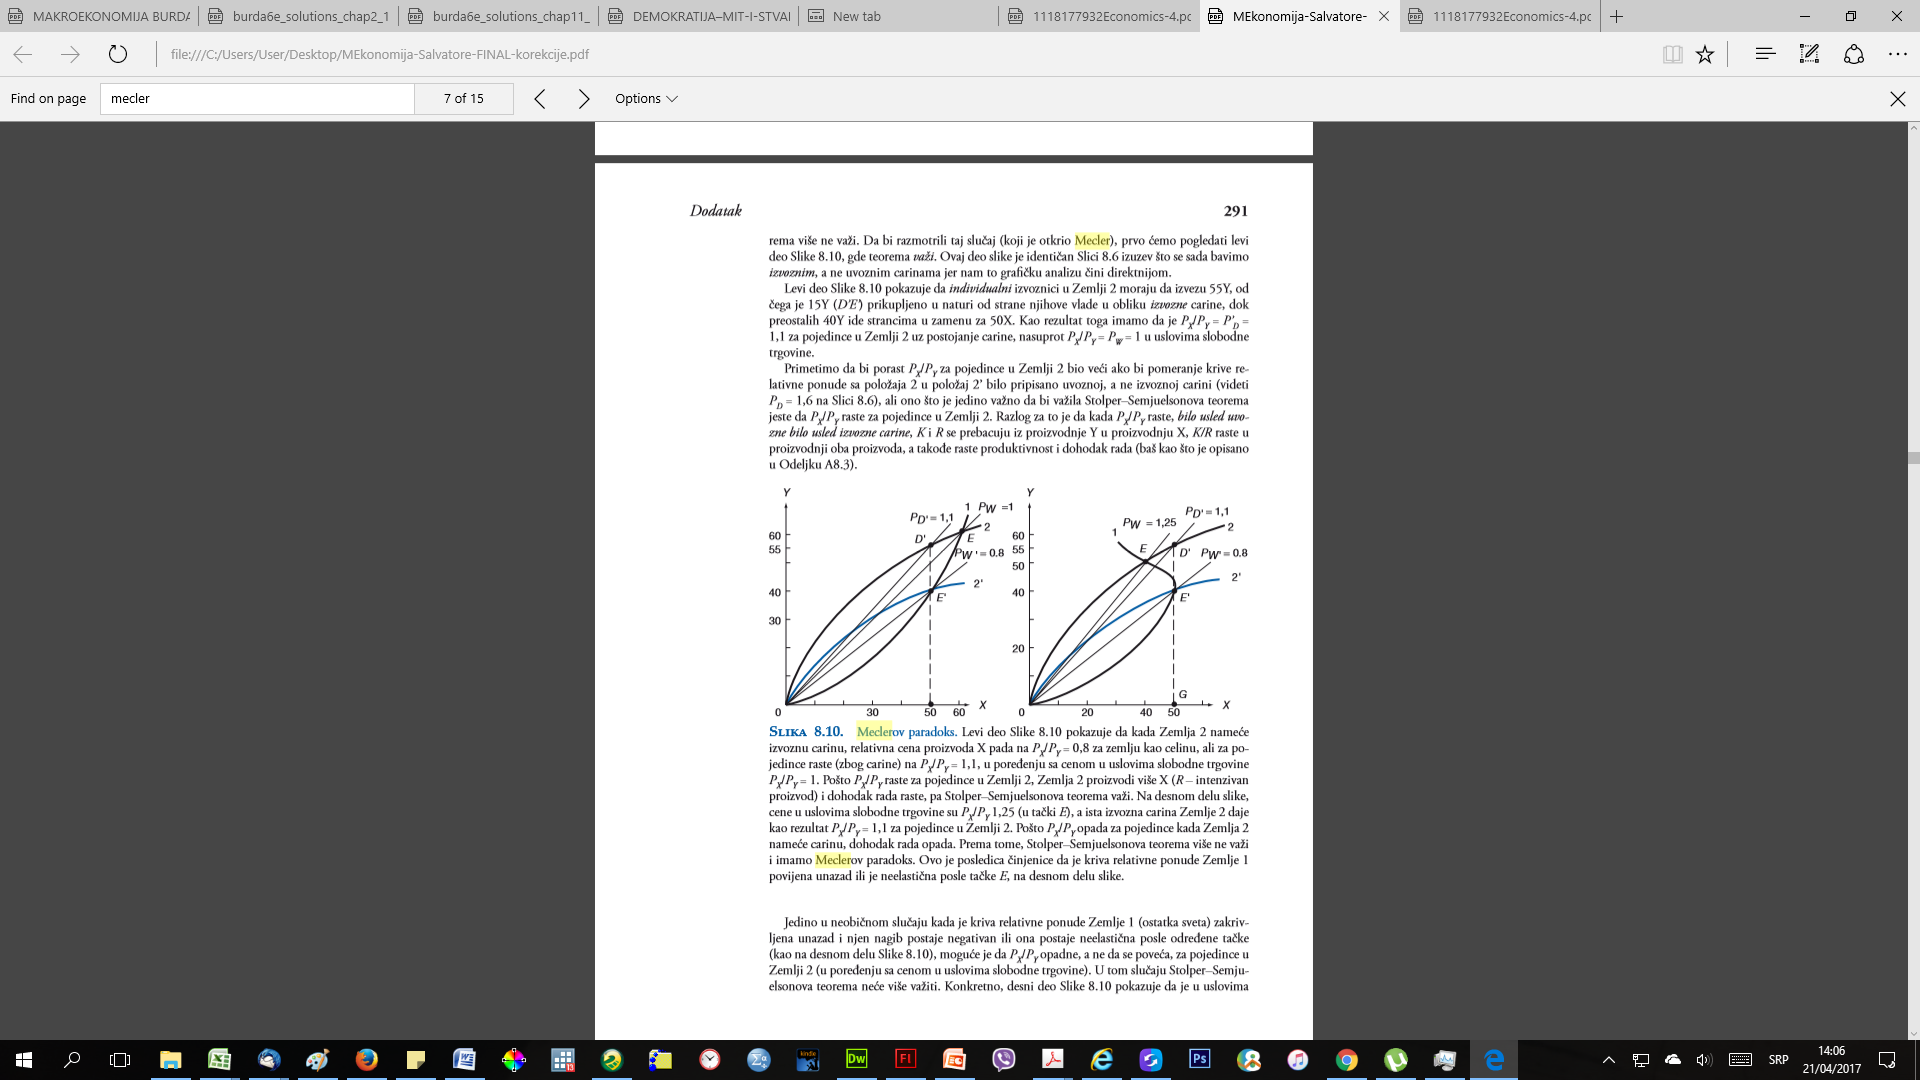 MAKROEKONOMIJA BURDA
burda6e_solutions_chap2_1
burda6e_solutions_chap11_
DEMOKRATIJA–MIT-I-STVAI
New tab
1118177932Economics-4.pc
MEkonomija-Salvatore-
1118177932Economics-4.pc
file:///C:/Users/User/Desktop/MEkonomija-Salvatore-FINAL-korekcije.pdf
Find on page
mecler
7 of 15
Options
Dodatak 291
rema više ne važi. Da bi razmotrili taj slučaj (koji je otkrio Mecler), prvo ćemo pogledati levi
deo Slike 8.10, gde teorema važi. Ovaj deo slike je identičan Slici 8.6 izuzev što se sada bavimo
izvoznim, a ne uvoznim carinama jer nam to grafičku analizu čini direktnijom.
Levi deo Slike 8.10 pokazuje da individualni izvoznici u Zemlji 2 moraju da izvezu 55Y, od
čega je 15Y (D'E') prikupljeno u naturi od strane njihove vlade u obliku izvozne carine, dok
preostalih 40Y ide strancima u zamenu za 50X. Kao rezultat toga imamo da je PX/PY = P'D =
1,1 za pojedince u Zemlji 2 uz postojanje carine, nasuprot PX/PY = PW = 1 u uslovima slobodne
trgovine.
Primetimo da bi porast PX/PY za pojedince u Zemlji 2 bio veći ako bi pomeranje krive re-
lativne ponude sa položaja 2 u položaj 2’ bilo pripisano uvoznoj, a ne izvoznoj carini (videti
PD = 1,6 na Slici 8.6), ali ono što je jedino važno da bi važila Stolper–Semjuelsonova teorema
jeste da PX/PY raste za pojedince u Zemlji 2. Razlog za to je da kada PX/PY raste, bilo usled uvo-
zne bilo usled izvozne carine, K i R se prebacuju iz proizvodnje Y u proizvodnju X, K/R raste u
proizvodnji oba proizvoda, a takođe raste produktivnost i dohodak rada (baš kao što je opisano
u Odeljku A8.3).
Y
PD' = 1,1
1
PW =1
2
60
D'
E
55
PW' = 0.8
40
2'
E'
30
0 30 50 60 X
Y
PD' = 1,1
PW = 1,25
2
1
60
E
D'
PW' = 0.8
55
50
2'
40
E'
20
G
0 20 40 50 X
SLIKA 8.10. Meclerov paradoks. Levi deo Slike 8.10 pokazuje da kada Zemlja 2 nameće
izvoznu carinu, relativna cena proizvoda X pada na PX/PY = 0,8 za zemlju kao celinu, ali za po-
jedince raste (zbog carine) na PX/PY = 1,1, u poređenju sa cenom u uslovima slobodne trgovine
PX/PY = 1. Pošto PX/PY raste za pojedince u Zemlji 2, Zemlja 2 proizvodi više X (R – intenzivan
proizvod) i dohodak rada raste, pa Stolper–Semjuelsonova teorema važi. Na desnom delu slike,
cene u uslovima slobodne trgovine su PX/PY 1,25 (u tački E), a ista izvozna carina Zemlje 2 daje
kao rezultat PX/PY = 1,1 za pojedince u Zemlji 2. Pošto PX/PY opada za pojedince kada Zemlja 2
nameće carinu, dohodak rada opada. Prema tome, Stolper–Semjuelsonova teorema više ne važi
i imamo Meclerov paradoks. Ovo je posledica činjenice da je kriva relativne ponude Zemlje 1
povijena unazad ili je neelastična posle tačke E, na desnom delu slike.
Jedino u neobičnom slučaju kada je kriva relativne ponude Zemlje 1 (ostatka sveta) zakriv-
ljena unazad i njen nagib postaje negativan ili ona postaje neelastična posle određene tačke
(kao na desnom delu Slike 8.10), moguće je da PX/PY opadne, a ne da se poveća, za pojedince u
Zemlji 2 (u poređenju sa cenom u uslovima slobodne trgovine). U tom slučaju Stolper–Semju-
elsonova teorema neće više važiti. Konkretno, desni deo Slike 8.10 pokazuje da je u uslovima
SRP
14:06
21/04/2017